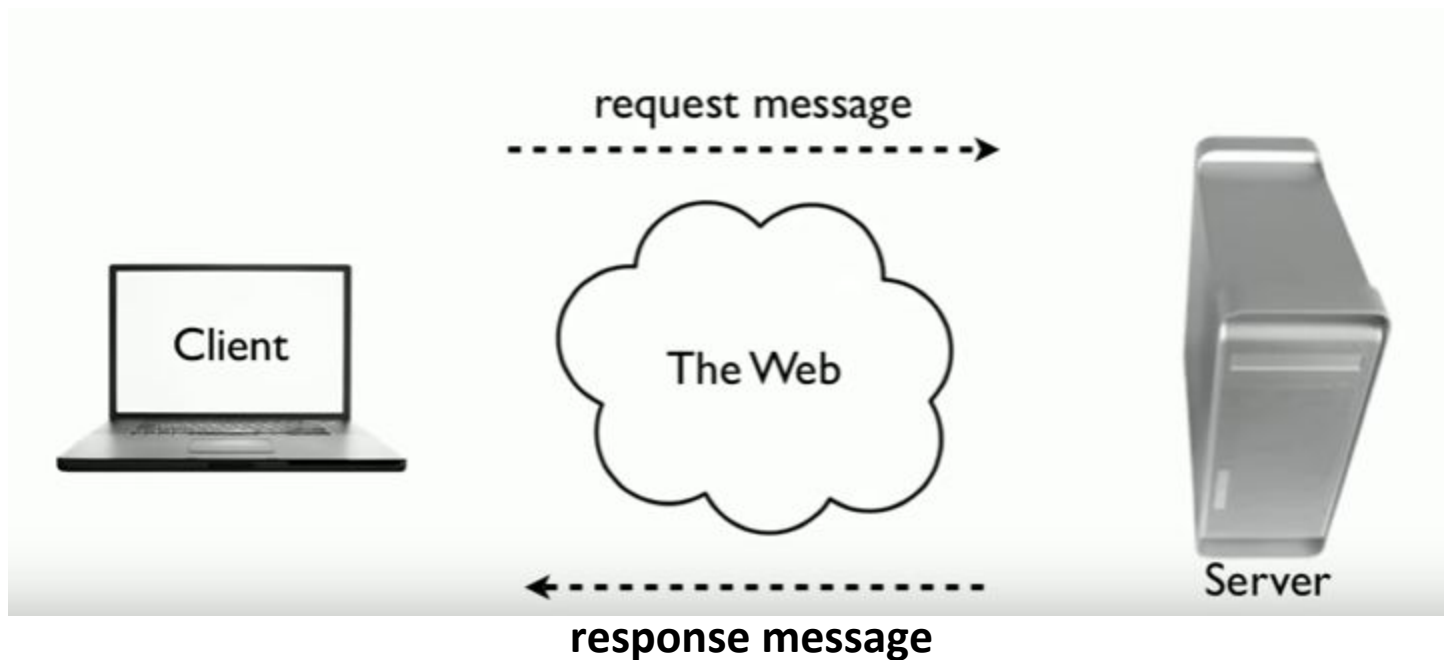 request message
Client
The Web
Server
response message